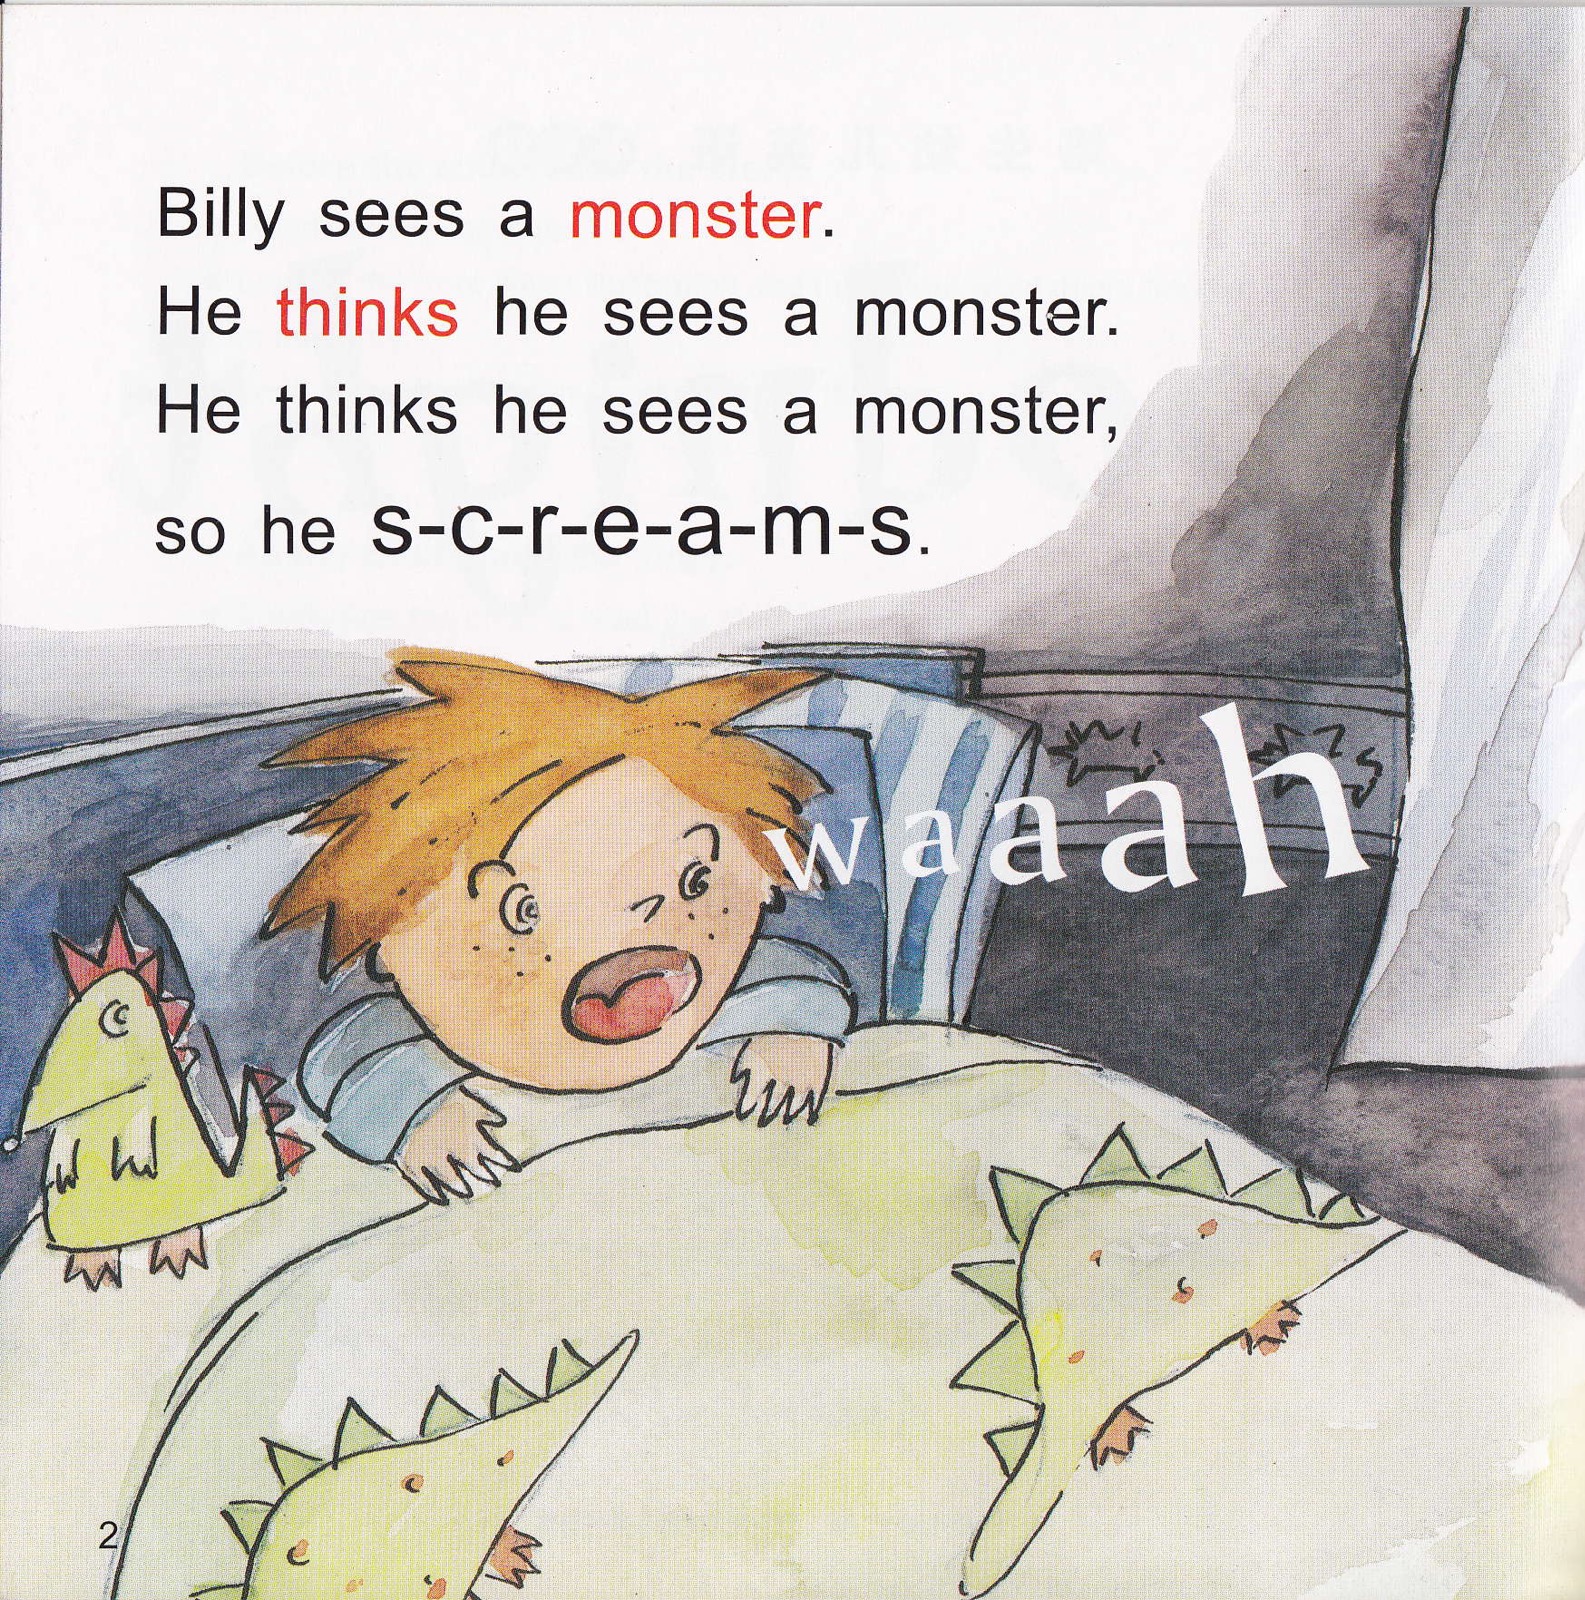 Billy sees a monster.
He thinks he sees a monster.
He thinks he sees a monster,
so he s-c-r-e-a-m-s.
waaah
2